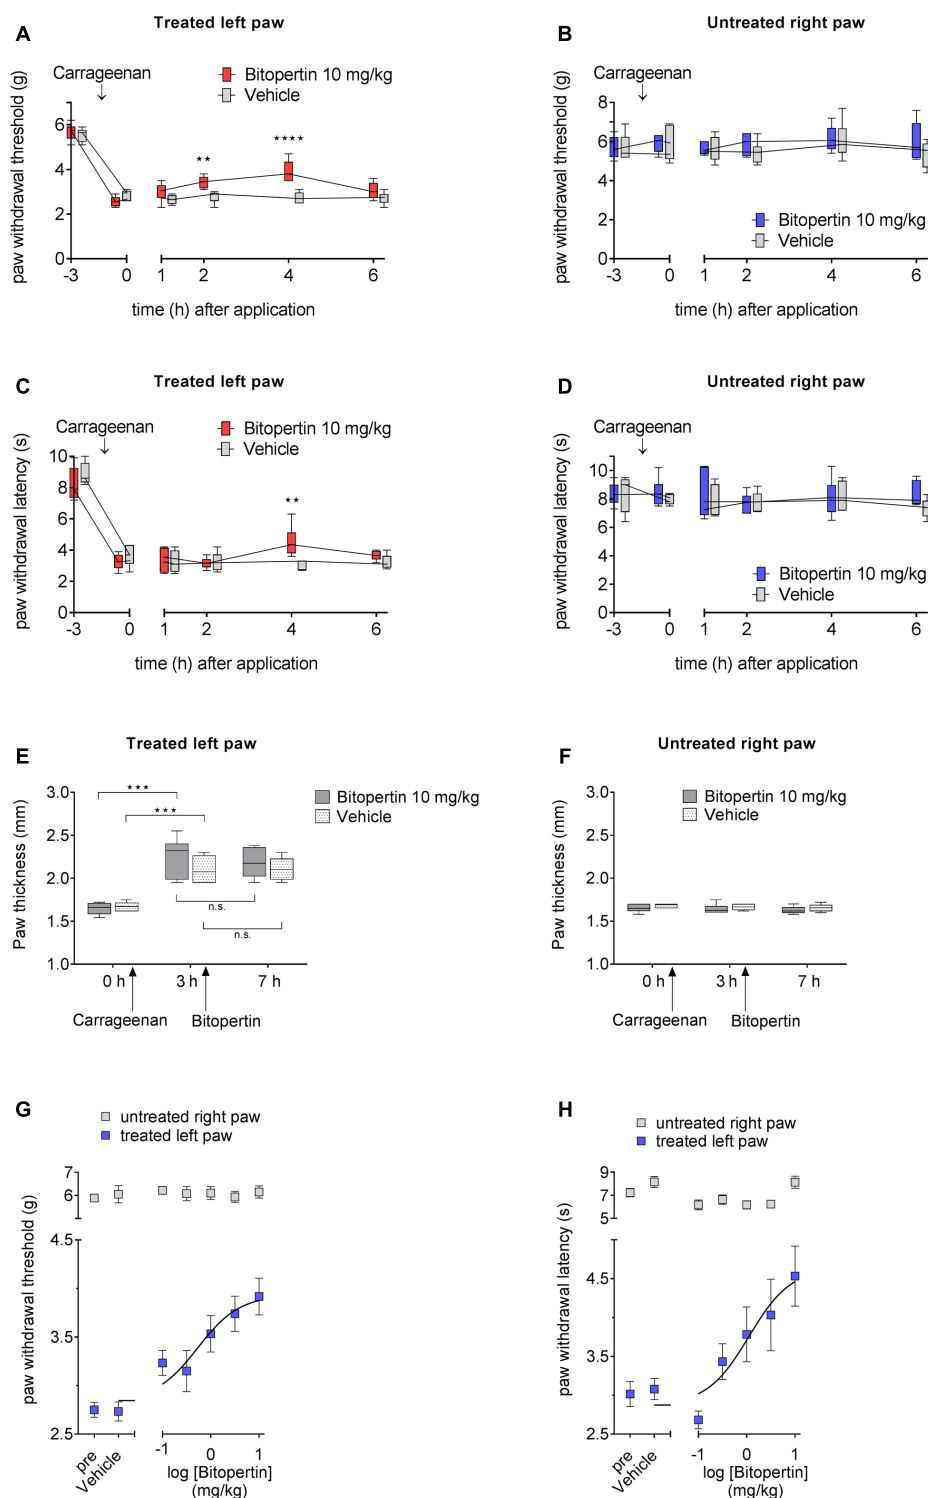 A
Treated left paw
Carrageenan
Bitopertin 10 mg/kg
Vehicle
paw withdrawal threshold (g)
6
4
2
0
★★
★★★★
-3 0 1 2 4 6
time (h) after application
B
Untreated right paw
Carrageenan
paw withdrawal threshold (g)
8
6
4
2
0
Bitopertin 10 mg/kg
Vehicle
-3 0 1 2 4 6
time (h) after application
C
Treated left paw
Carrageenan
Bitopertin 10 mg/kg
Vehicle
paw withdrawal latency (s)
10
8
6
4
2
0
★★
-3 0 1 2 4 6
time (h) after application
D
Untreated right paw
Carrageenan
paw withdrawal latency (s)
10
8
6
4
2
0
Bitopertin 10 mg/kg
Vehicle
-3 0 1 2 4 6
time (h) after application
E
Treated left paw
Paw thickness (mm)
3.0
2.5
2.0
1.5
1.0
★★★
★★★
n.s.
n.s.
Bitopertin 10 mg/kg
Vehicle
0 h 3 h 7 h
Carrageenan Bitopertin
F
Untreated right paw
Paw thickness (mm)
3.0
2.5
2.0
1.5
1.0
Bitopertin 10 mg/kg
Vehicle
0 h 3 h 7 h
Carrageenan Bitopertin
G
untreated right paw
treated left paw
paw withdrawal threshold (g)
7
6
4.5
3.5
2.5
pre
Vehicle
-1 0 1
log [Bitopertin]
(mg/kg)
H
untreated right paw
treated left paw
paw withdrawal latency (s)
9
7
5
4.5
3.5
2.5
pre
Vehicle
-1 0 1
log [Bitopertin]
(mg/kg)